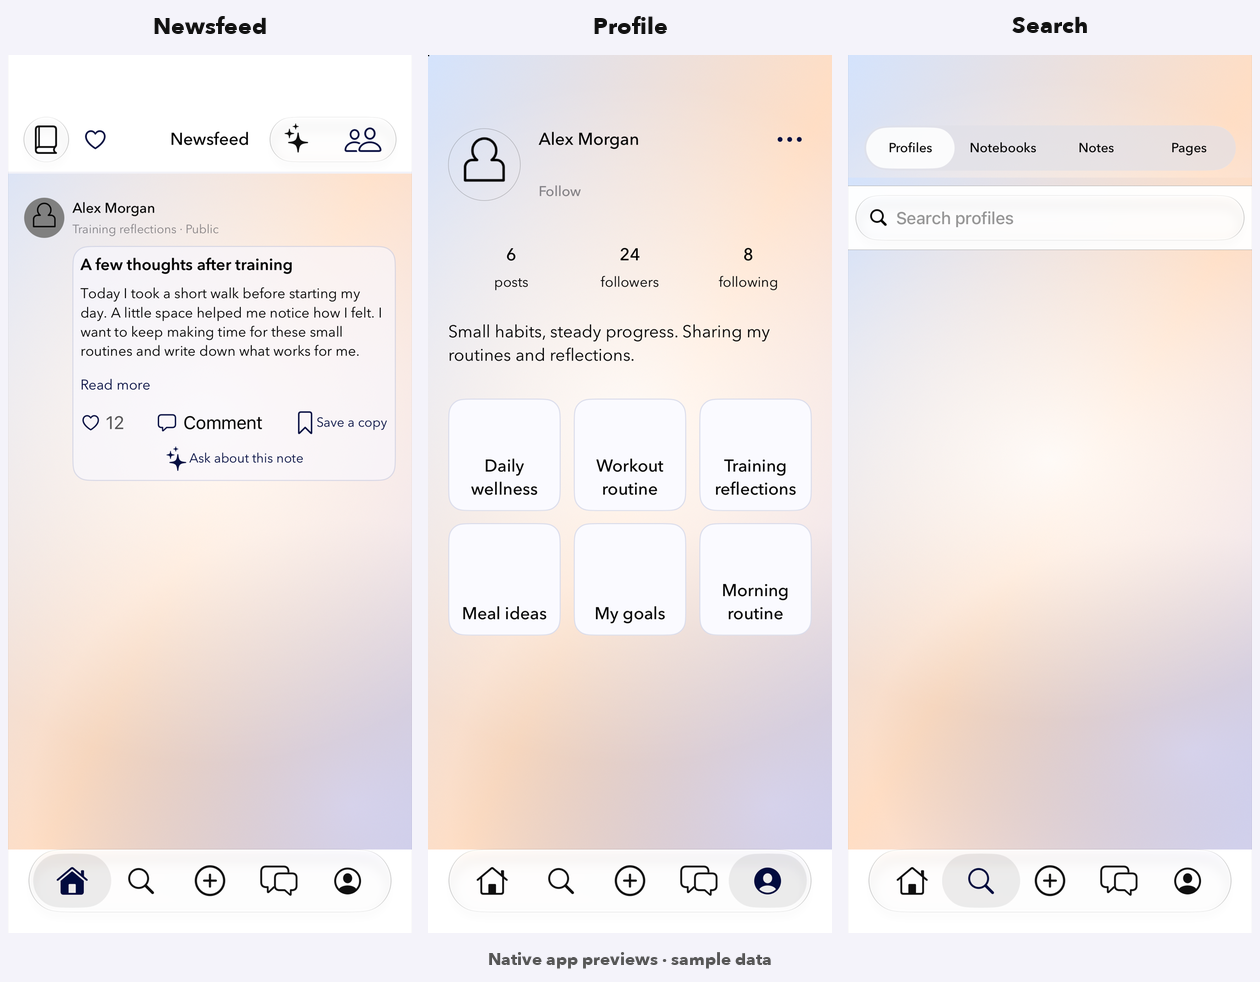 Newsfeed
Profile
Search
Newsfeed
Alex Morgan
Training reflections · Public
A few thoughts after training
Today I took a short walk before starting my
day. A little space helped me notice how I felt. I
want to keep making time for these small
routines and write down what works for me.
Read more
12
Comment
Save a copy
Ask about this note
Alex Morgan
Follow
6
24
8
posts
followers
following
Small habits, steady progress. Sharing my
routines and reflections.
Daily
wellness
Workout
routine
Training
reflections
Meal ideas
My goals
Morning
routine
Profiles
Notebooks
Notes
Pages
Search profiles
Native app previews · sample data